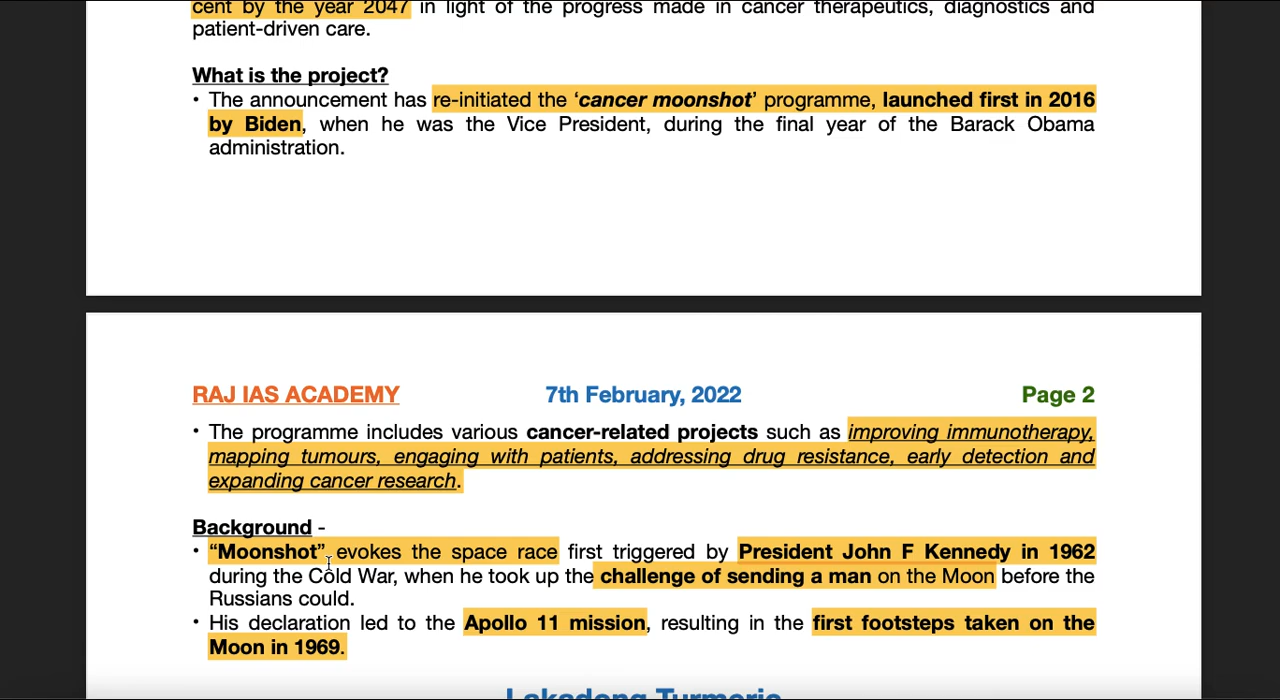 cent by the year 2047 in light of the progress made in cancer therapeutics, diagnostics and
patient-driven care.
What is the project?
• The announcement has re-initiated the ‘cancer moonshot’ programme, launched first in 2016
by Biden, when he was the Vice President, during the final year of the Barack Obama
administration.
RAJ IAS ACADEMY 7th February, 2022 Page 2
• The programme includes various cancer-related projects such as improving immunotherapy,
mapping tumours, engaging with patients, addressing drug resistance, early detection and
expanding cancer research.
Background -
• “Moonshot” evokes the space race first triggered by President John F Kennedy in 1962
during the Cold War, when he took up the challenge of sending a man on the Moon before the
Russians could.
• His declaration led to the Apollo 11 mission, resulting in the first footsteps taken on the
Moon in 1969.
Lakadong Turmeric